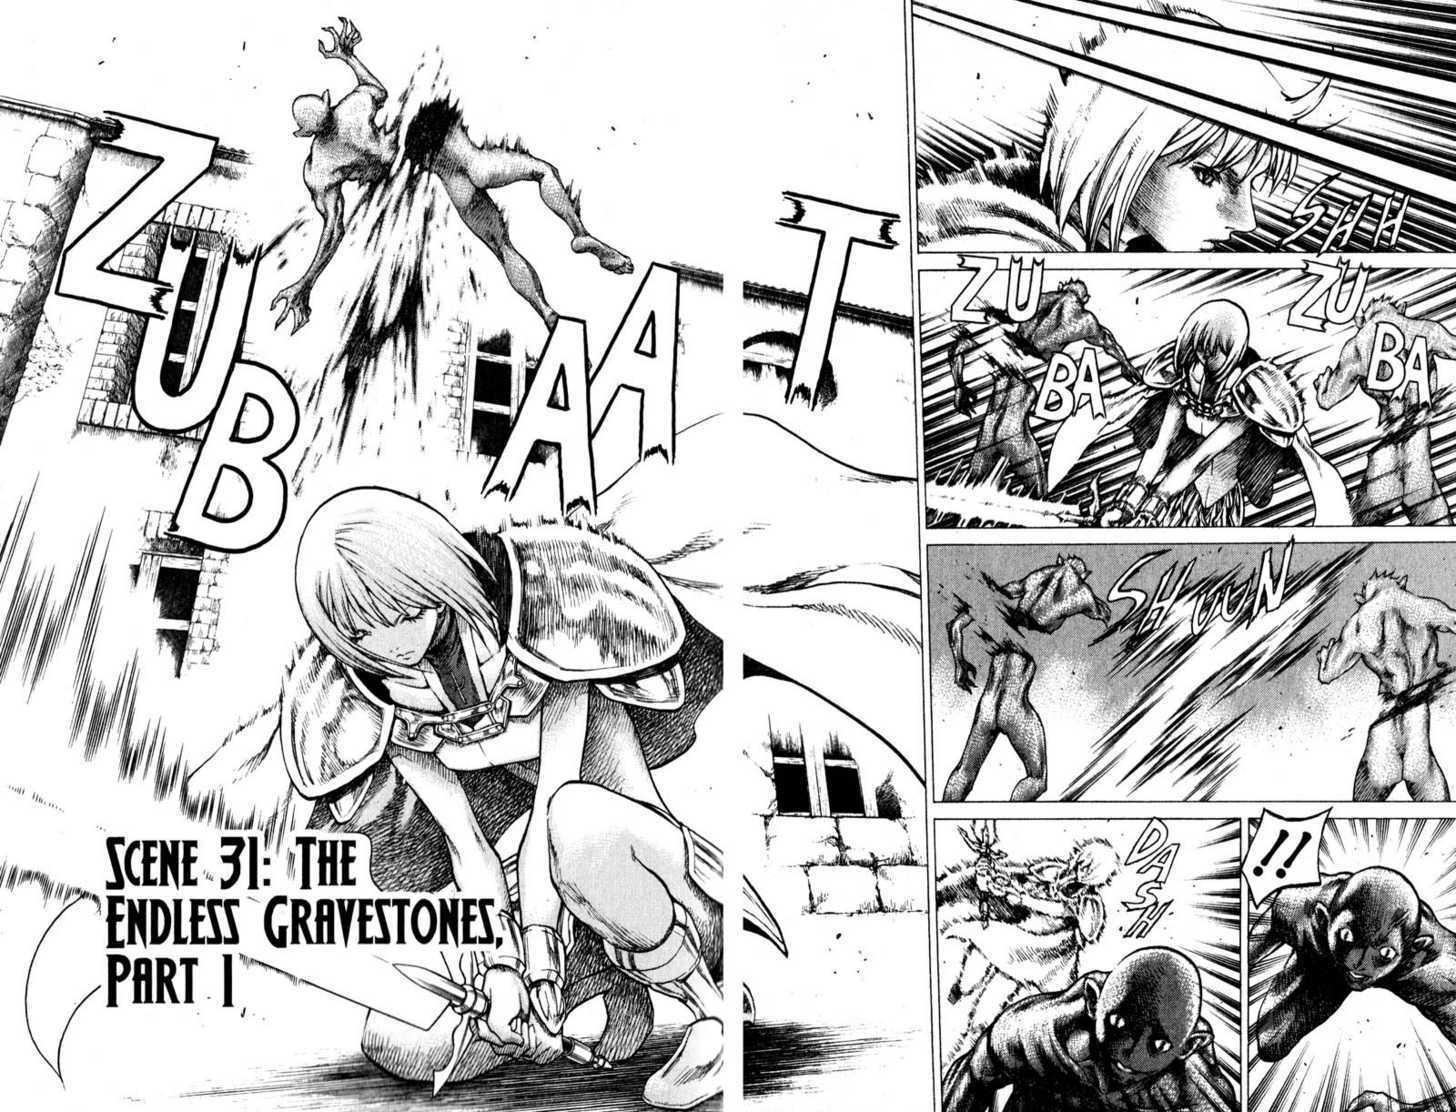 ZUBAAT
SCENE 31: THE
ENDLESS GRAVESTONES,
PART 1
SHH
ZU
BA
ZU
BA
SHUUN
DASH
!!